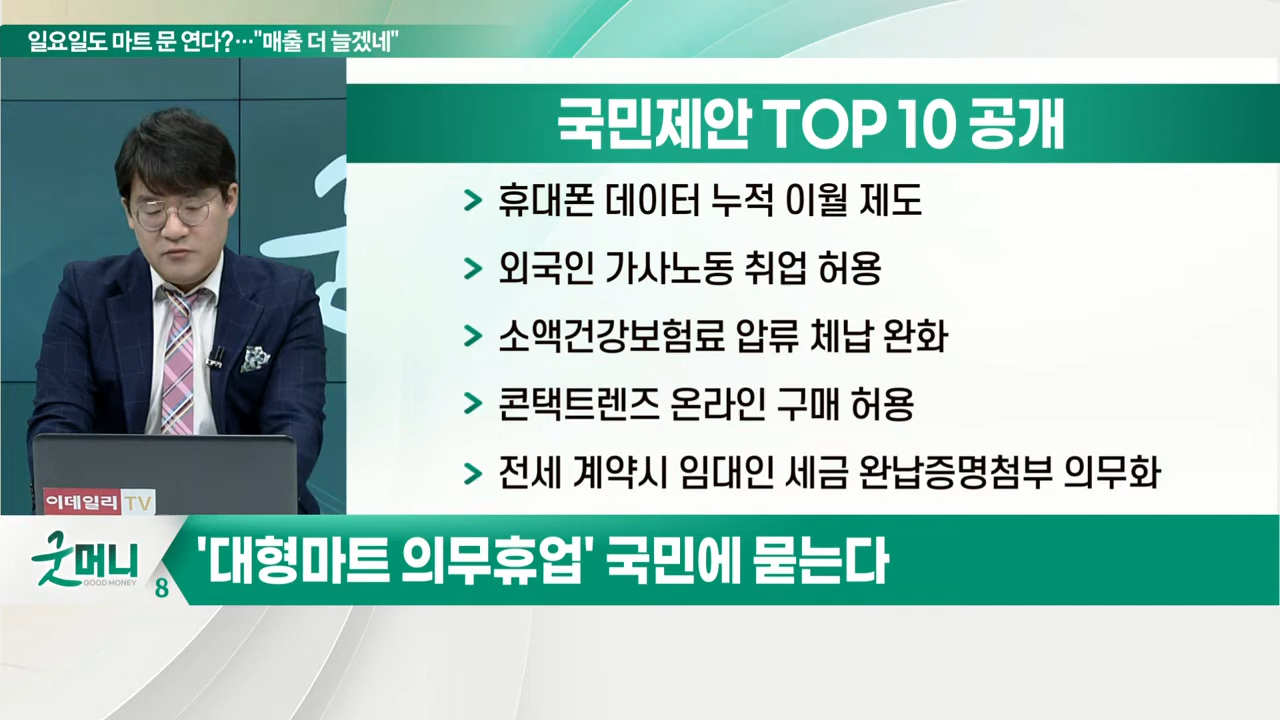 일요일도 마트 문 연다?…"매출 더 늘겠네"
국민제안 TOP 10 공개
> 휴대폰 데이터 누적 이월 제도
> 외국인 가사노동 취업 허용
> 소액건강보험료 압류 체납 완화
> 콘택트렌즈 온라인 구매 허용
> 전세 계약시 임대인 세금 완납증명첨부 의무화
이데일리 TV
굿머니
GOOD MONEY
8
'대형마트 의무휴업' 국민에 묻는다